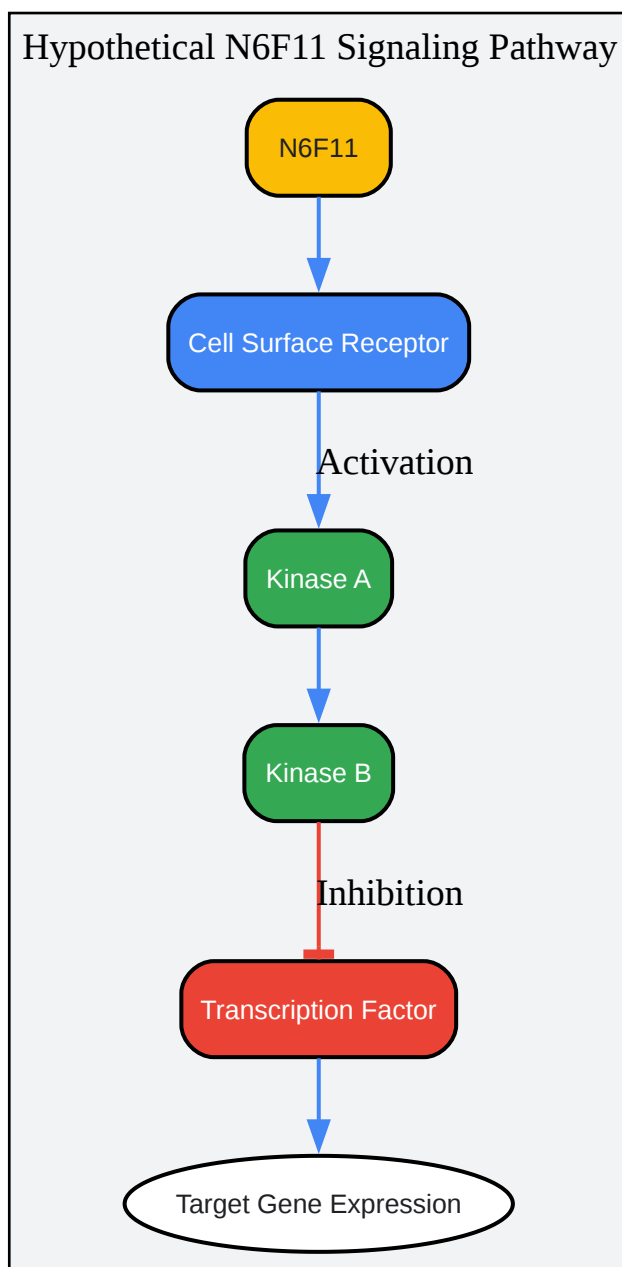 Hypothetical N6F11 Signaling Pathway
N6F11
Cell Surface Receptor
Activation
Kinase A
Kinase B
Inhibition
Transcription Factor
Target Gene Expression